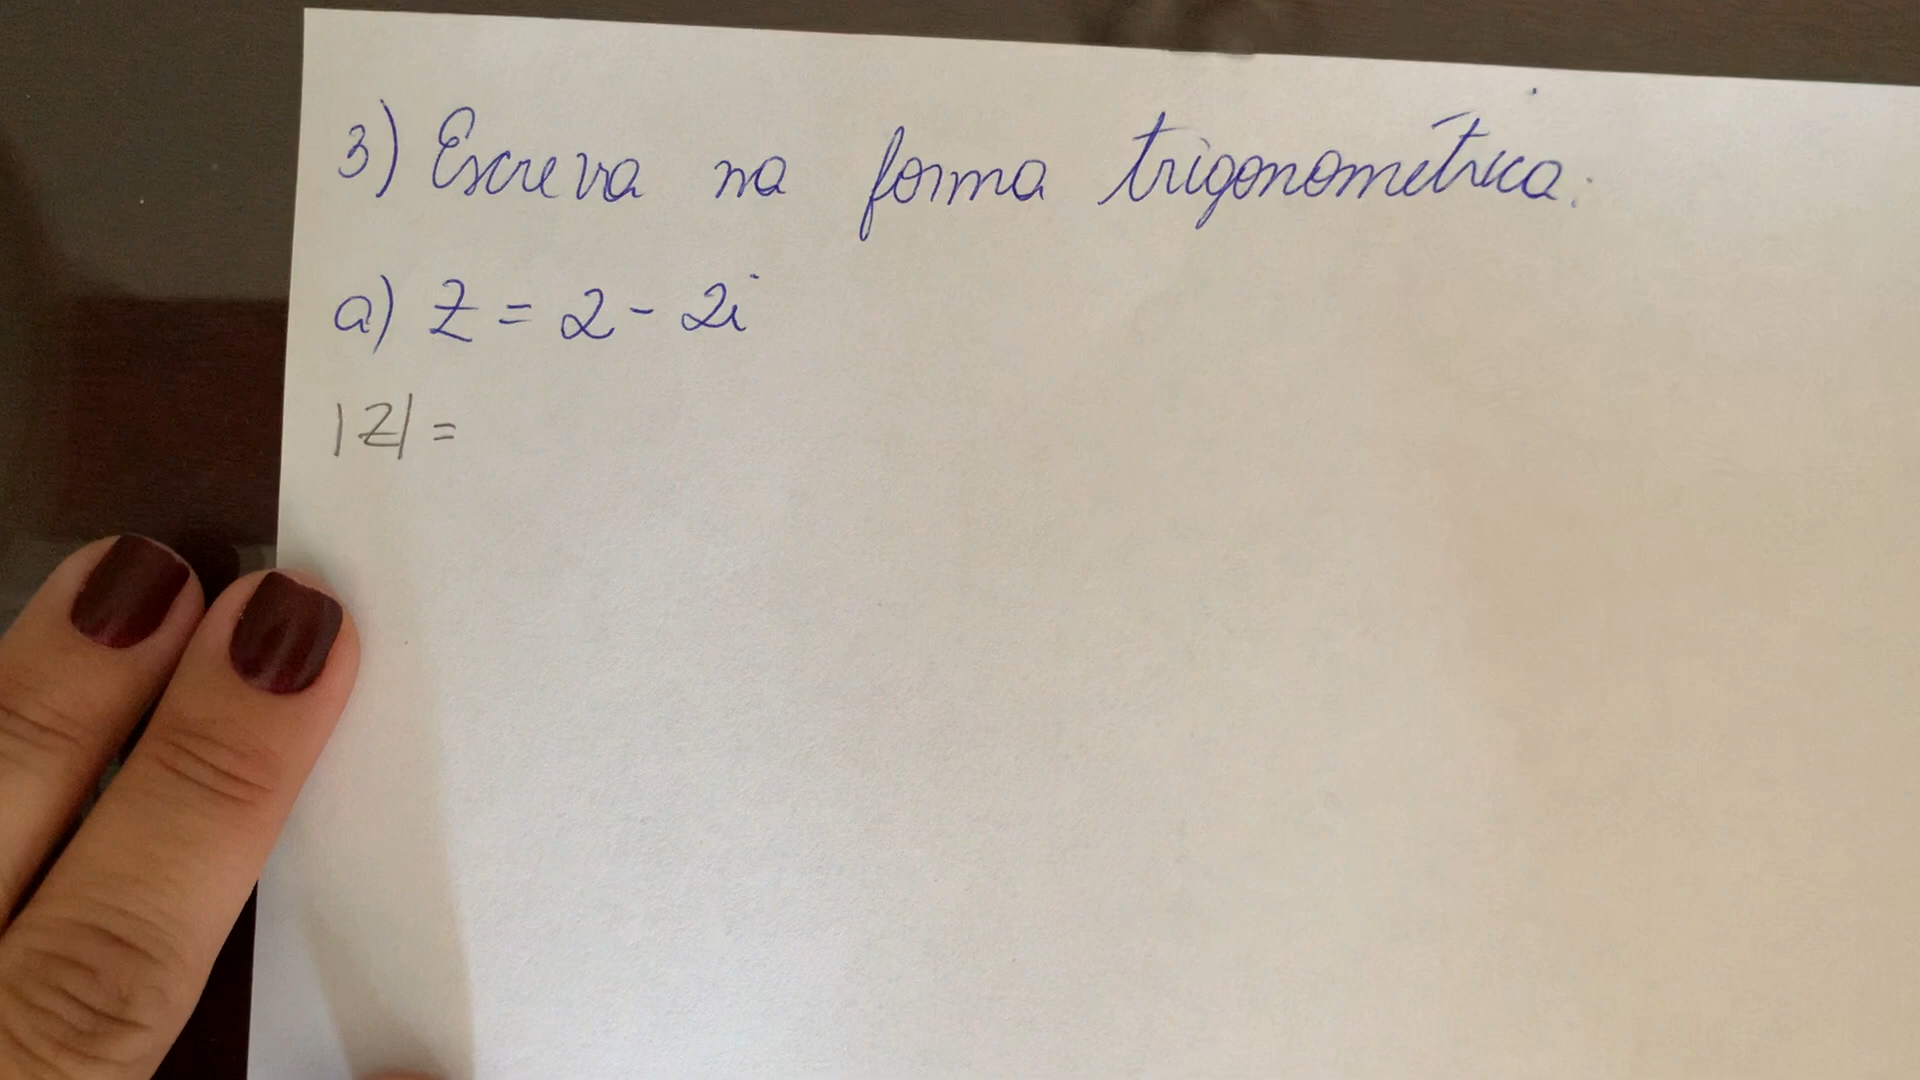 3) Escreva na forma trigonométrica:
a) Z = 2 - 2i
|Z| =